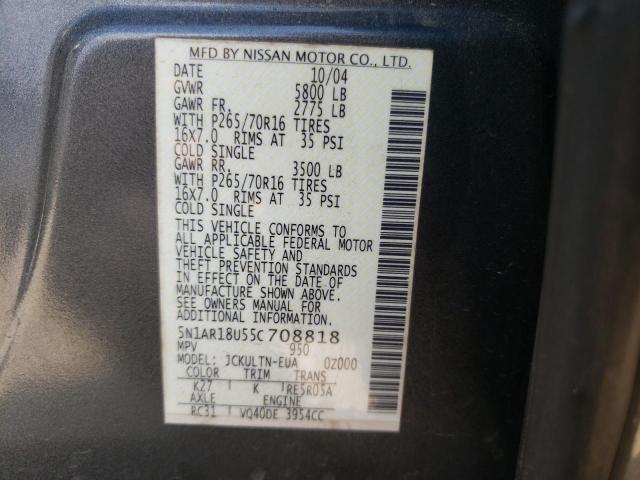 MFD BY NISSAN MOTOR CO., LTD.
DATE 10/04
GVWR 5800 LB
GAWR FR. 2775 LB
WITH P265/70R16 TIRES
16X7.0 RIMS AT 35 PSI
COLD SINGLE
GAWR RR. 3500 LB
WITH P265/70R16 TIRES
16X7.0 RIMS AT 35 PSI
COLD SINGLE
THIS VEHICLE CONFORMS TO
ALL APPLICABLE FEDERAL MOTOR
VEHICLE SAFETY AND
THEFT PREVENTION STANDARDS
IN EFFECT ON THE DATE OF
MANUFACTURE SHOWN ABOVE.
SEE OWNERS MANUAL FOR
ADDITIONAL INFORMATION
5N1AR18U55C708818
MPV 950
MODEL: JCKULTN-EUA 0Z000
COLOR TRIM TRANS
KZ7 K RE5R05A
AXLE ENGINE
RC31 VQ40DE 3954CC